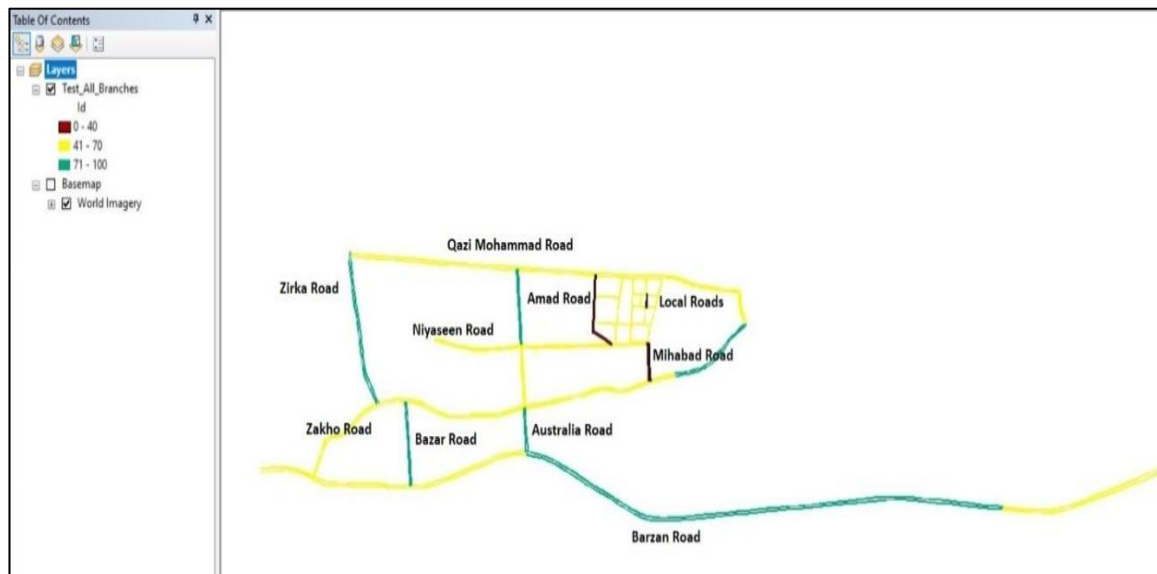 Table Of Contents
Layers
Test_All_Branches
Id
0 - 40
41 - 70
71 - 100
Basemap
World Imagery
Qazi Mohammad Road
Zirka Road
Amad Road
Local Roads
Niyaseen Road
Mihabad Road
Zakho Road
Bazar Road
Australia Road
Barzan Road